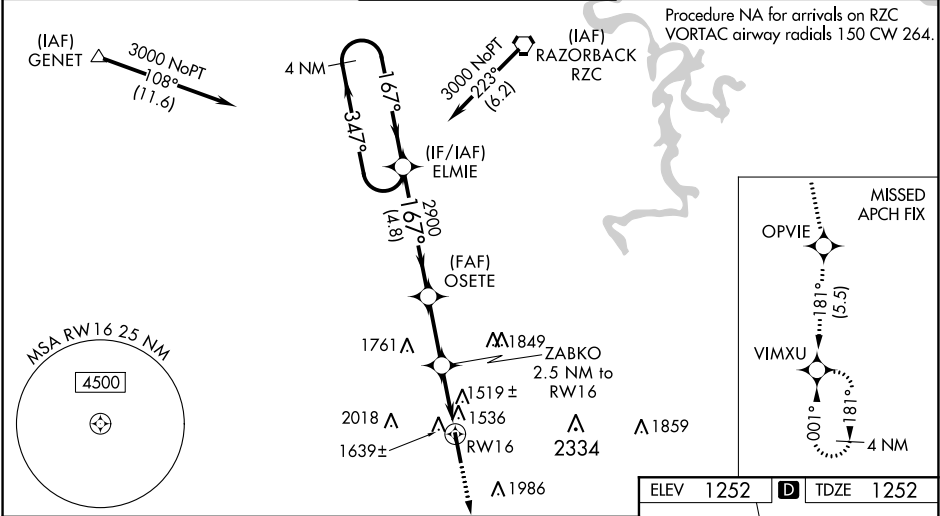 Procedure NA for arrivals on RZC
VORTAC airway radials 150 CW 264.
(IAF)
GENET
3000 NoPT
108°
(11.6)
4 NM
167°
347°
3000 NoPT
223°
(6.2)
(IAF)
RAZORBACK
RZC
(IF/IAF)
ELMIE
2900
167°
(4.8)
(FAF)
OSETE
MISSED
APCH FIX
OPVIE
181°
(5.5)
VIMXU
001°
181°
4 NM
MSA RW16 25 NM
4500
1761
1849
ZABKO
2.5 NM to
RW16
1519±
2018
1536
1639±
RW16
2334
1859
1986
ELEV 1252 D TDZE 1252